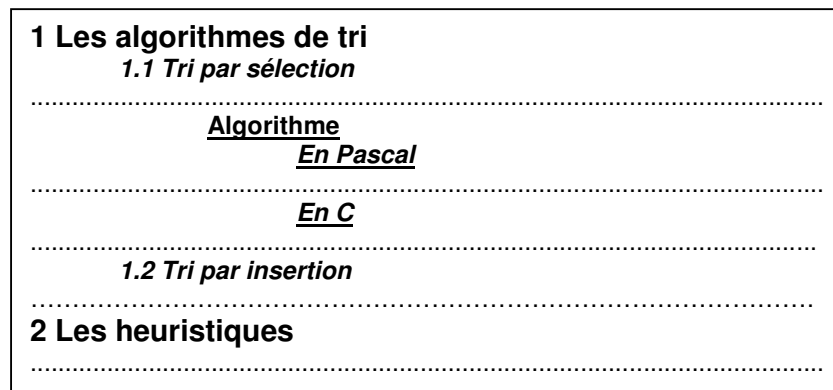 1 Les algorithmes de tri
1.1 Tri par sélection
........................................................................................................................
Algorithme
En Pascal
........................................................................................................................
En C
.......................................................................................................................
1.2 Tri par insertion
…………………………………………………………………………………….
2 Les heuristiques
........................................................................................................................